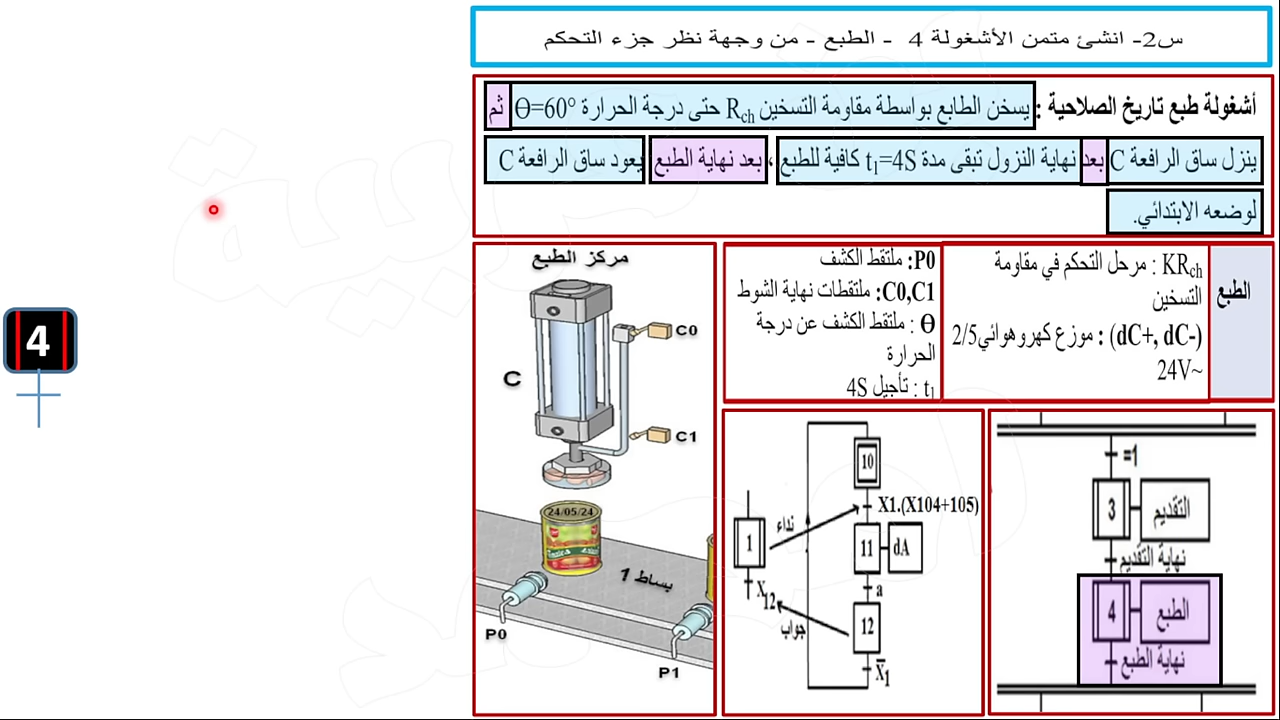 س2- انشئ متمن الأشغولة 4 - الطبع - من وجهة نظر جزء التحكم
أشغولة طبع تاريخ الصلاحية : يسخن الطابع بواسطة مقاومة التسخين Rch حتى درجة الحرارة Ө=60° ثم
ينزل ساق الرافعة C بعد نهاية النزول تبقى مدة t1=4S كافية للطبع ، بعد نهاية الطبع يعود ساق الرافعة C
لوضعه الابتدائي.
الطبع
KRch : مرحل التحكم في مقاومة
التسخين
(dC+, dC-) : موزع كهروهوائي 2/5
24V~
P0: ملتقط الكشف
C0,C1: ملتقطات نهاية الشوط
Ө : ملتقط الكشف عن درجة
الحرارة
t1 : تأجيل 4S
مركز الطبع
C0
C
C1
24/05/24
بساط 1
P0
P1
4
10
X1.(X104+105)
نداء
1
11
dA
a
X12
12
جواب
X̅1
=1
3
التقديم
نهاية التقديم
4
الطبع
نهاية الطبع